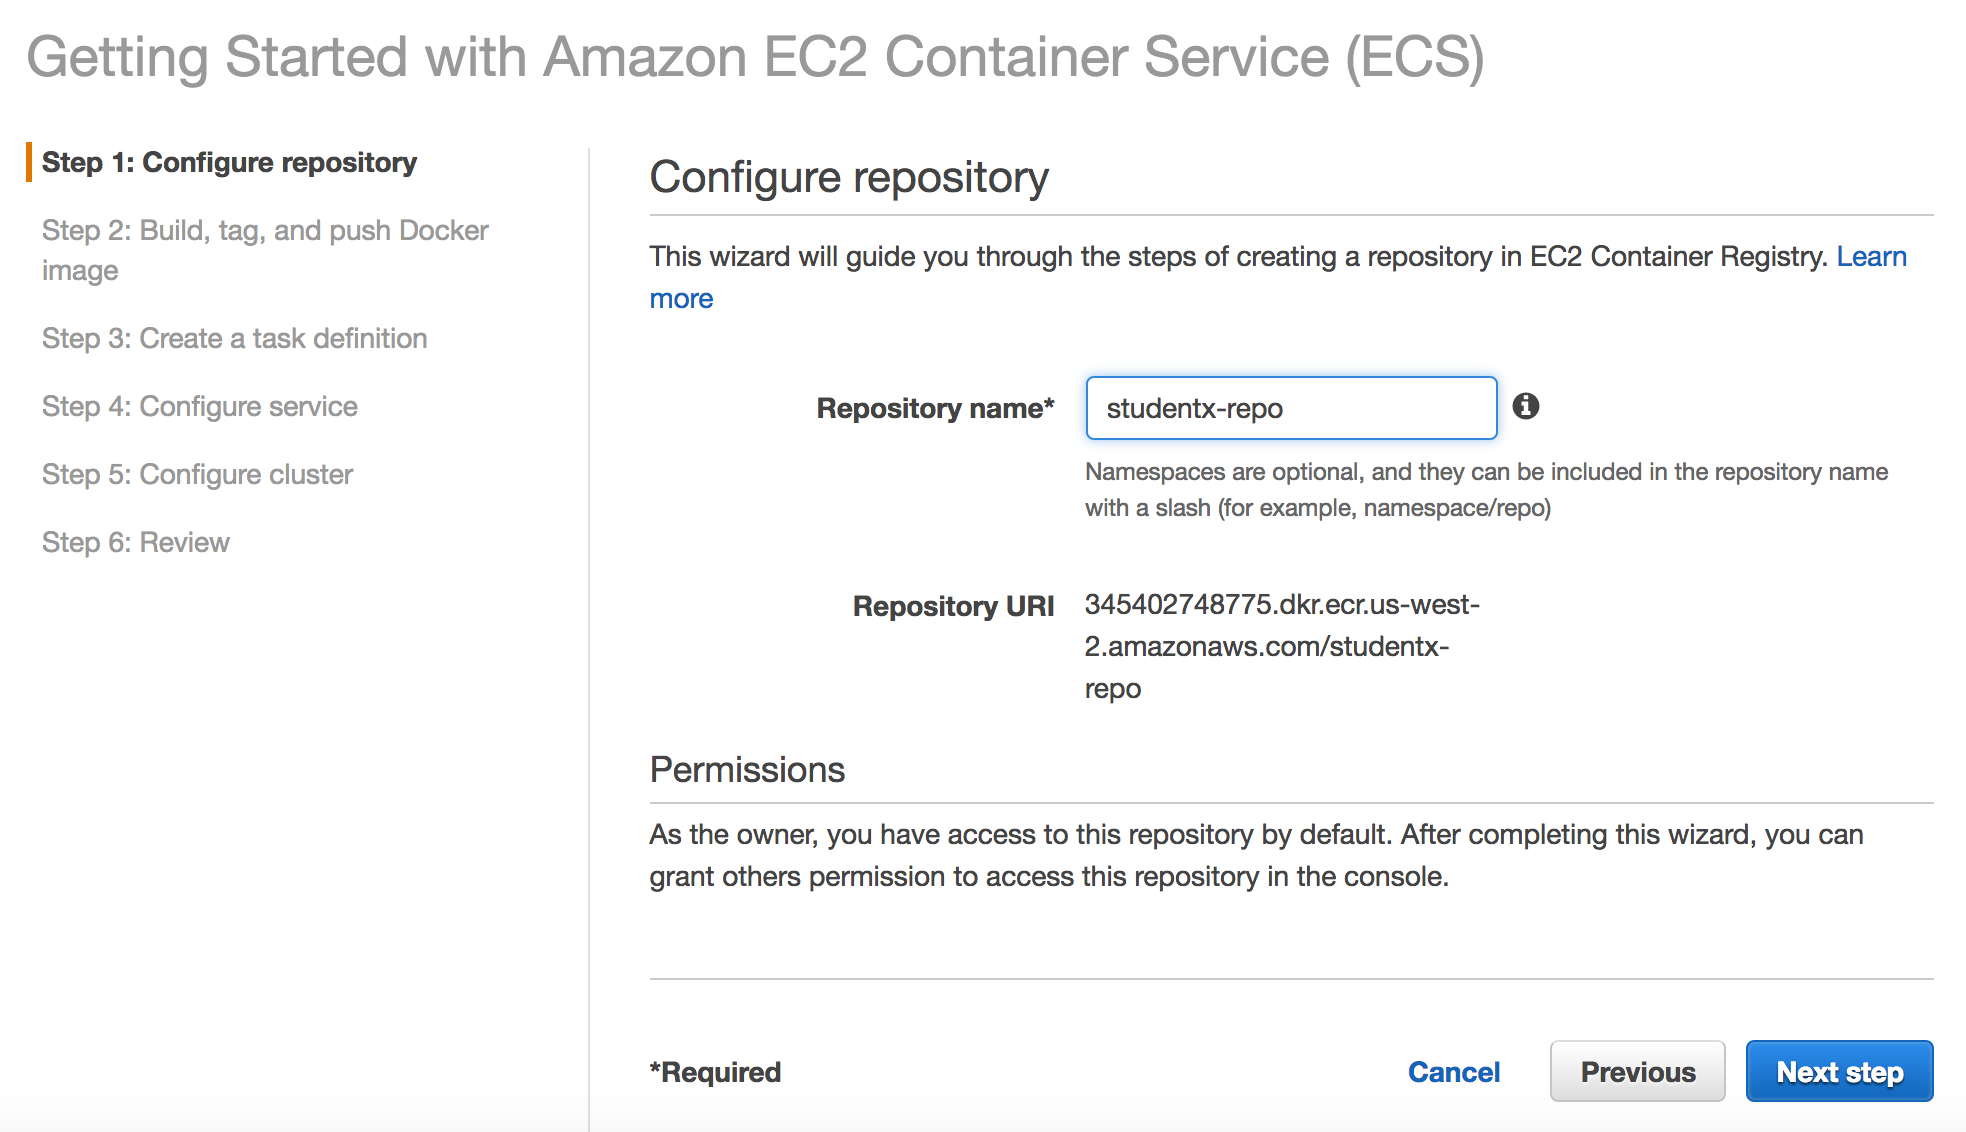 Getting Started with Amazon EC2 Container Service (ECS)
Step 1: Configure repository
Step 2: Build, tag, and push Docker
image
Step 3: Create a task definition
Step 4: Configure service
Step 5: Configure cluster
Step 6: Review
Configure repository
This wizard will guide you through the steps of creating a repository in EC2 Container Registry. Learn
more
Repository name* studentx-repo
Namespaces are optional, and they can be included in the repository name
with a slash (for example, namespace/repo)
Repository URI 345402748775.dkr.ecr.us-west-
2.amazonaws.com/studentx-
repo
Permissions
As the owner, you have access to this repository by default. After completing this wizard, you can
grant others permission to access this repository in the console.
*Required Cancel Previous Next step